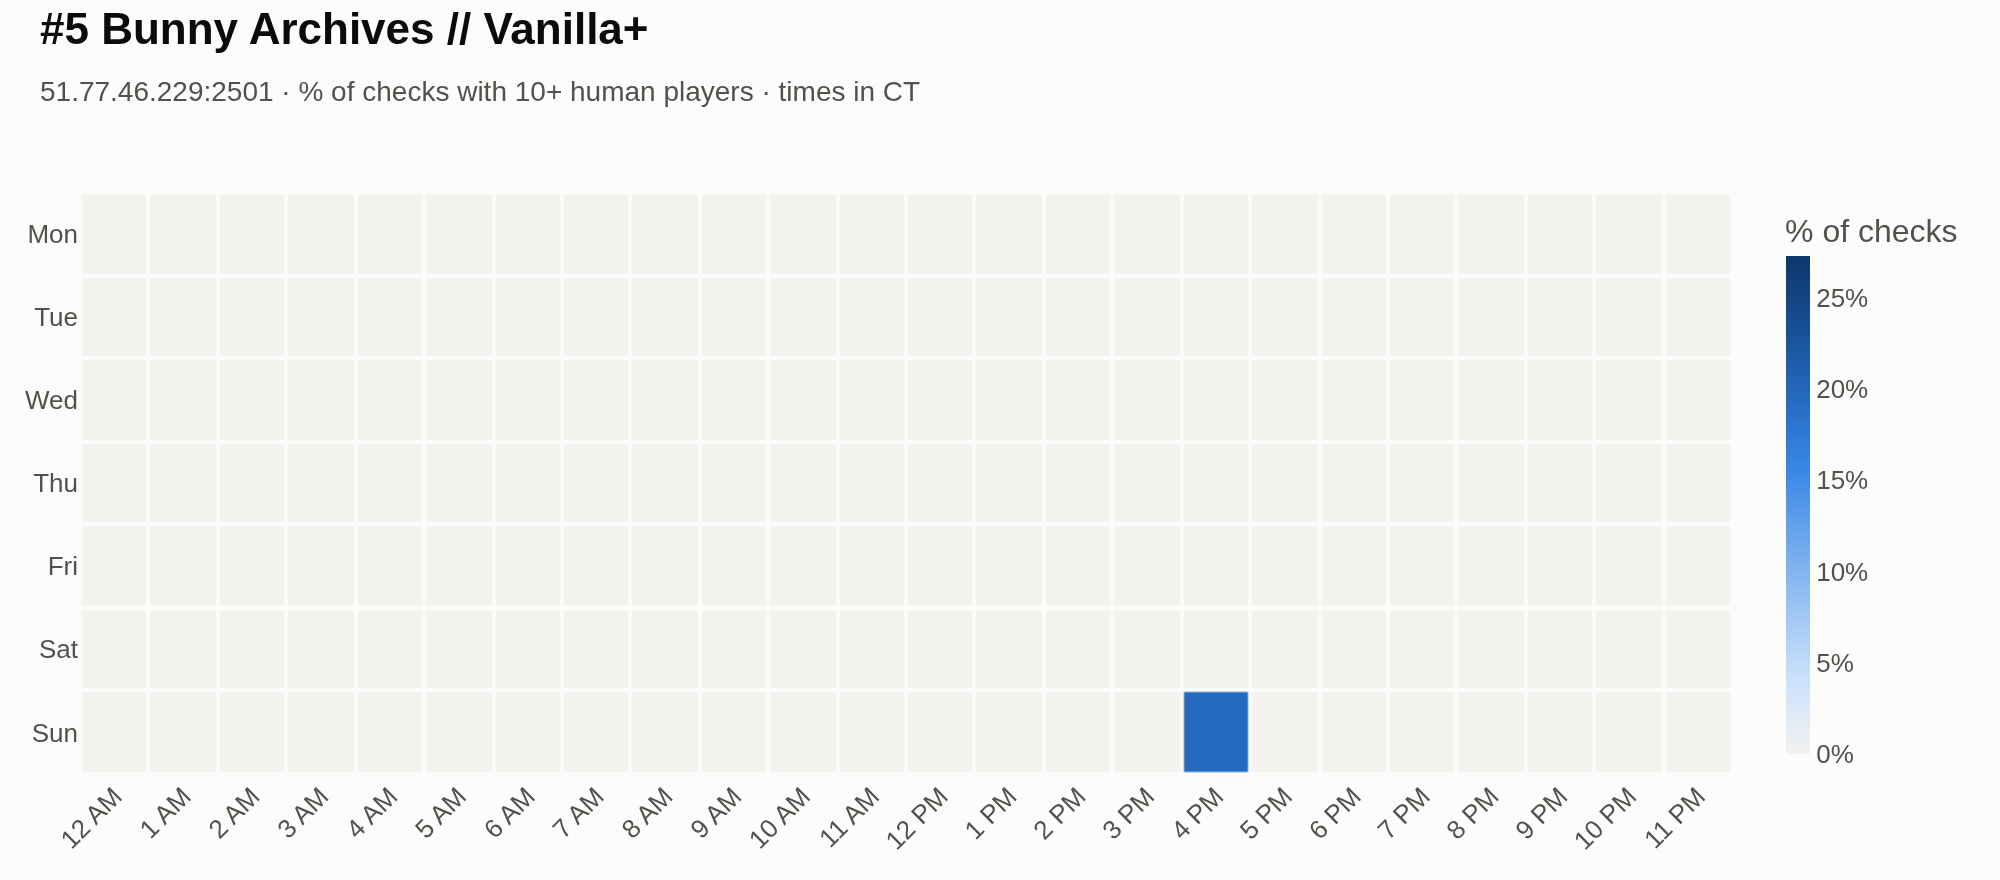 #5 Bunny Archives // Vanilla+
51.77.46.229:2501 · % of checks with 10+ human players · times in CT
% of checks
25%
20%
15%
10%
5%
0%
Mon
Tue
Wed
Thu
Fri
Sat
Sun
12 AM
1 AM
2 AM
3 AM
4 AM
5 AM
6 AM
7 AM
8 AM
9 AM
10 AM
11 AM
12 PM
1 PM
2 PM
3 PM
4 PM
5 PM
6 PM
7 PM
8 PM
9 PM
10 PM
11 PM